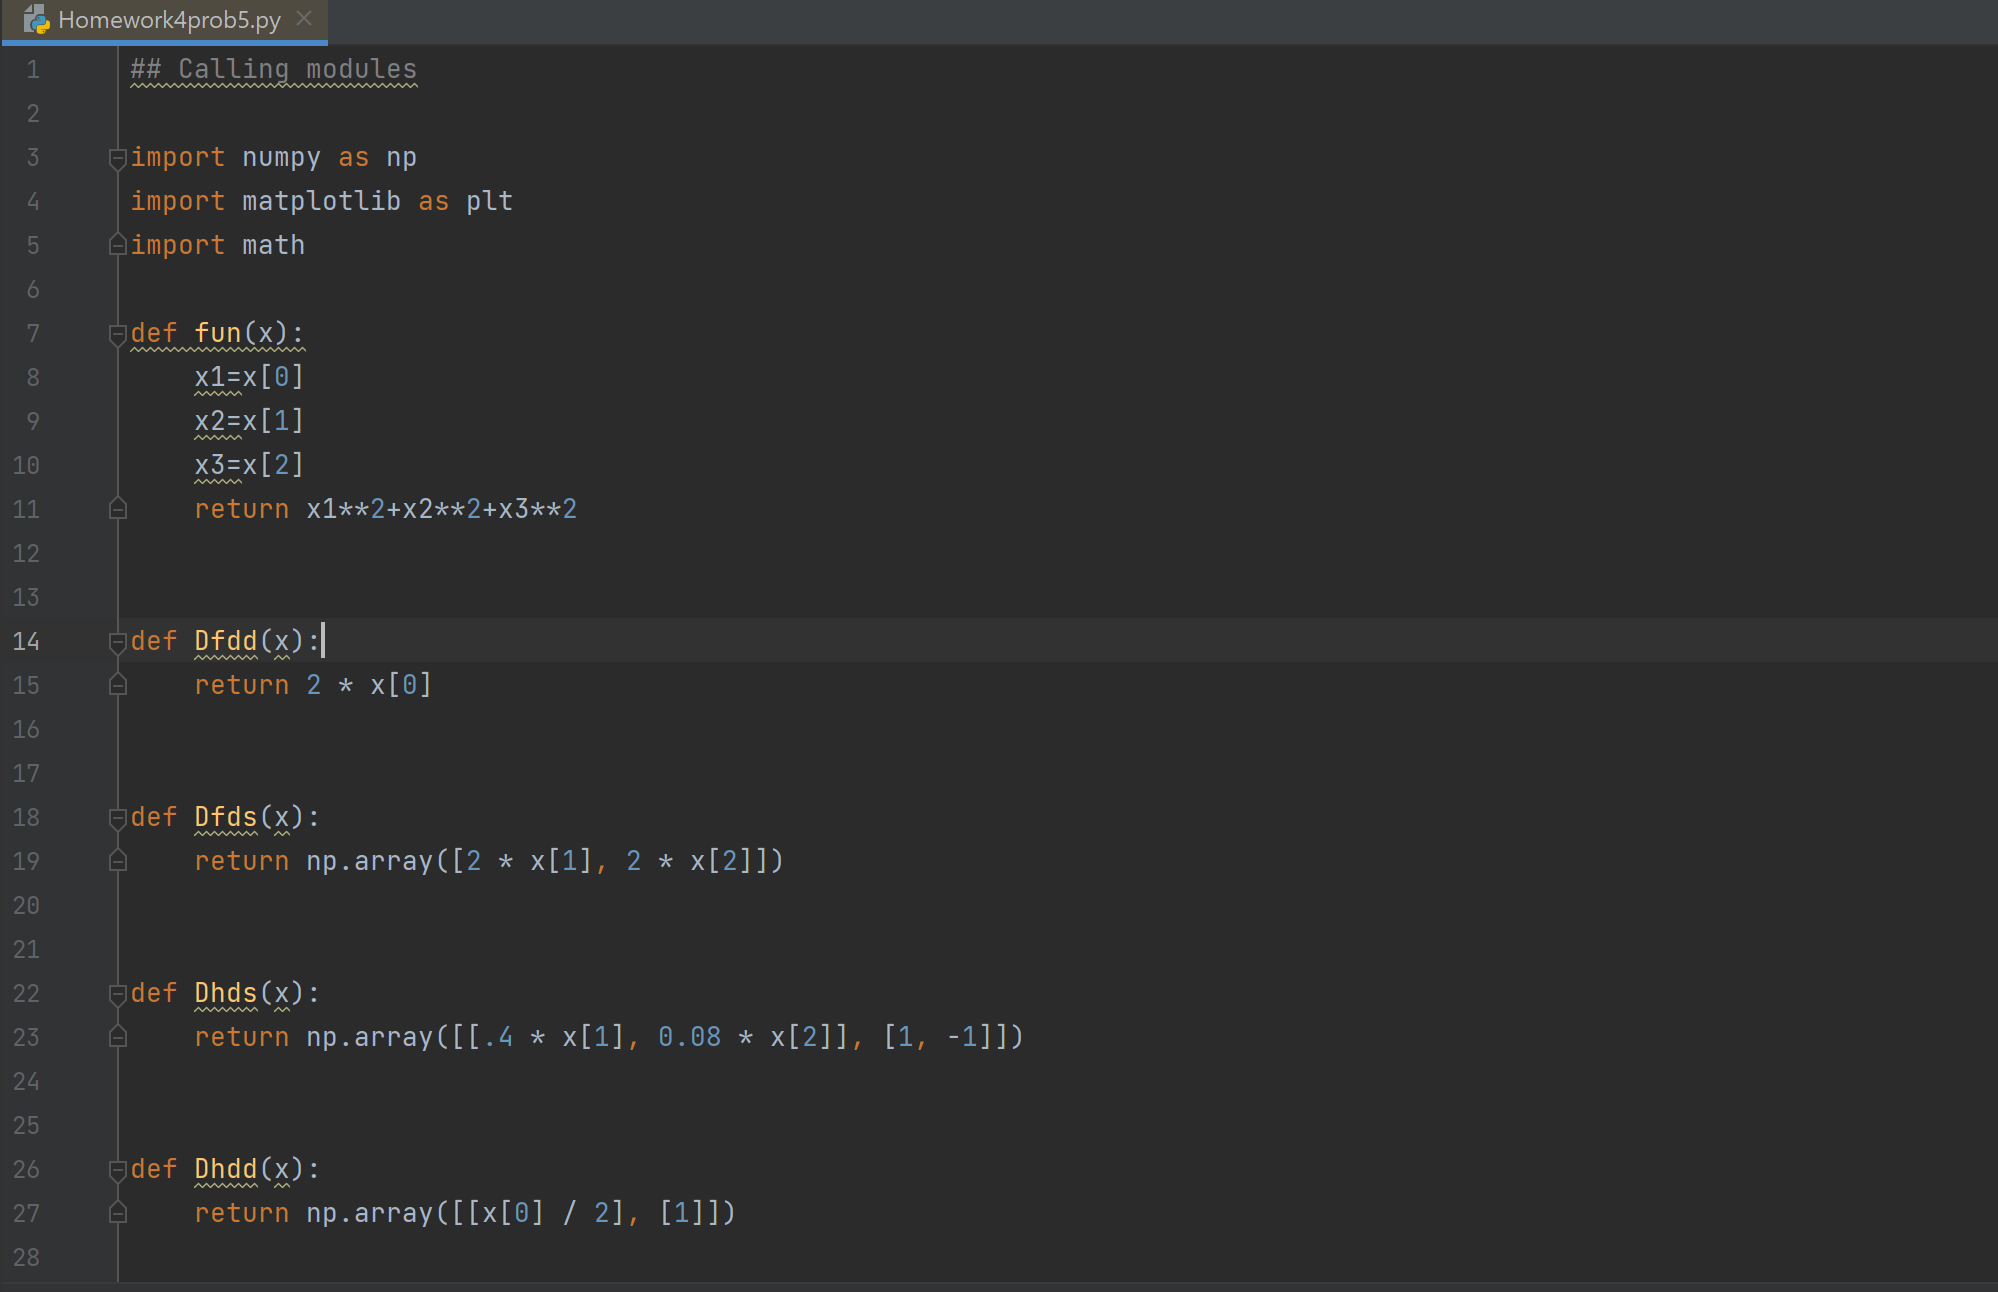 Homework4prob5.py
1 ## Calling modules
2
3 import numpy as np
4 import matplotlib as plt
5 import math
6
7 def fun(x):
8     x1=x[0]
9     x2=x[1]
10     x3=x[2]
11     return x1**2+x2**2+x3**2
12
13
14 def Dfdd(x):
15     return 2 * x[0]
16
17
18 def Dfds(x):
19     return np.array([2 * x[1], 2 * x[2]])
20
21
22 def Dhds(x):
23     return np.array([[.4 * x[1], 0.08 * x[2]], [1, -1]])
24
25
26 def Dhdd(x):
27     return np.array([[x[0] / 2], [1]])
28